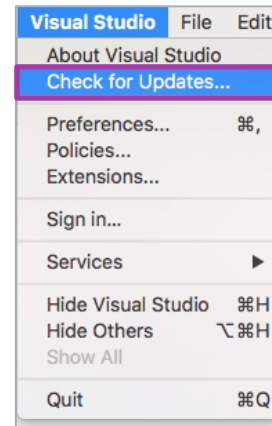 Visual Studio File Edit
About Visual Studio
Check for Updates...
Preferences... ⌘,
Policies...
Extensions...
Sign in...
Services ▶
Hide Visual Studio ⌘H
Hide Others ⌥⌘H
Show All
Quit ⌘Q